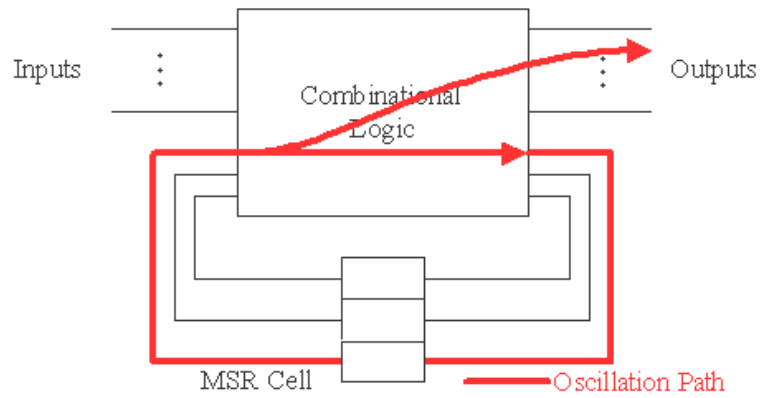 Inputs
Combinational
Logic
Outputs
MSR Cell
Oscillation Path